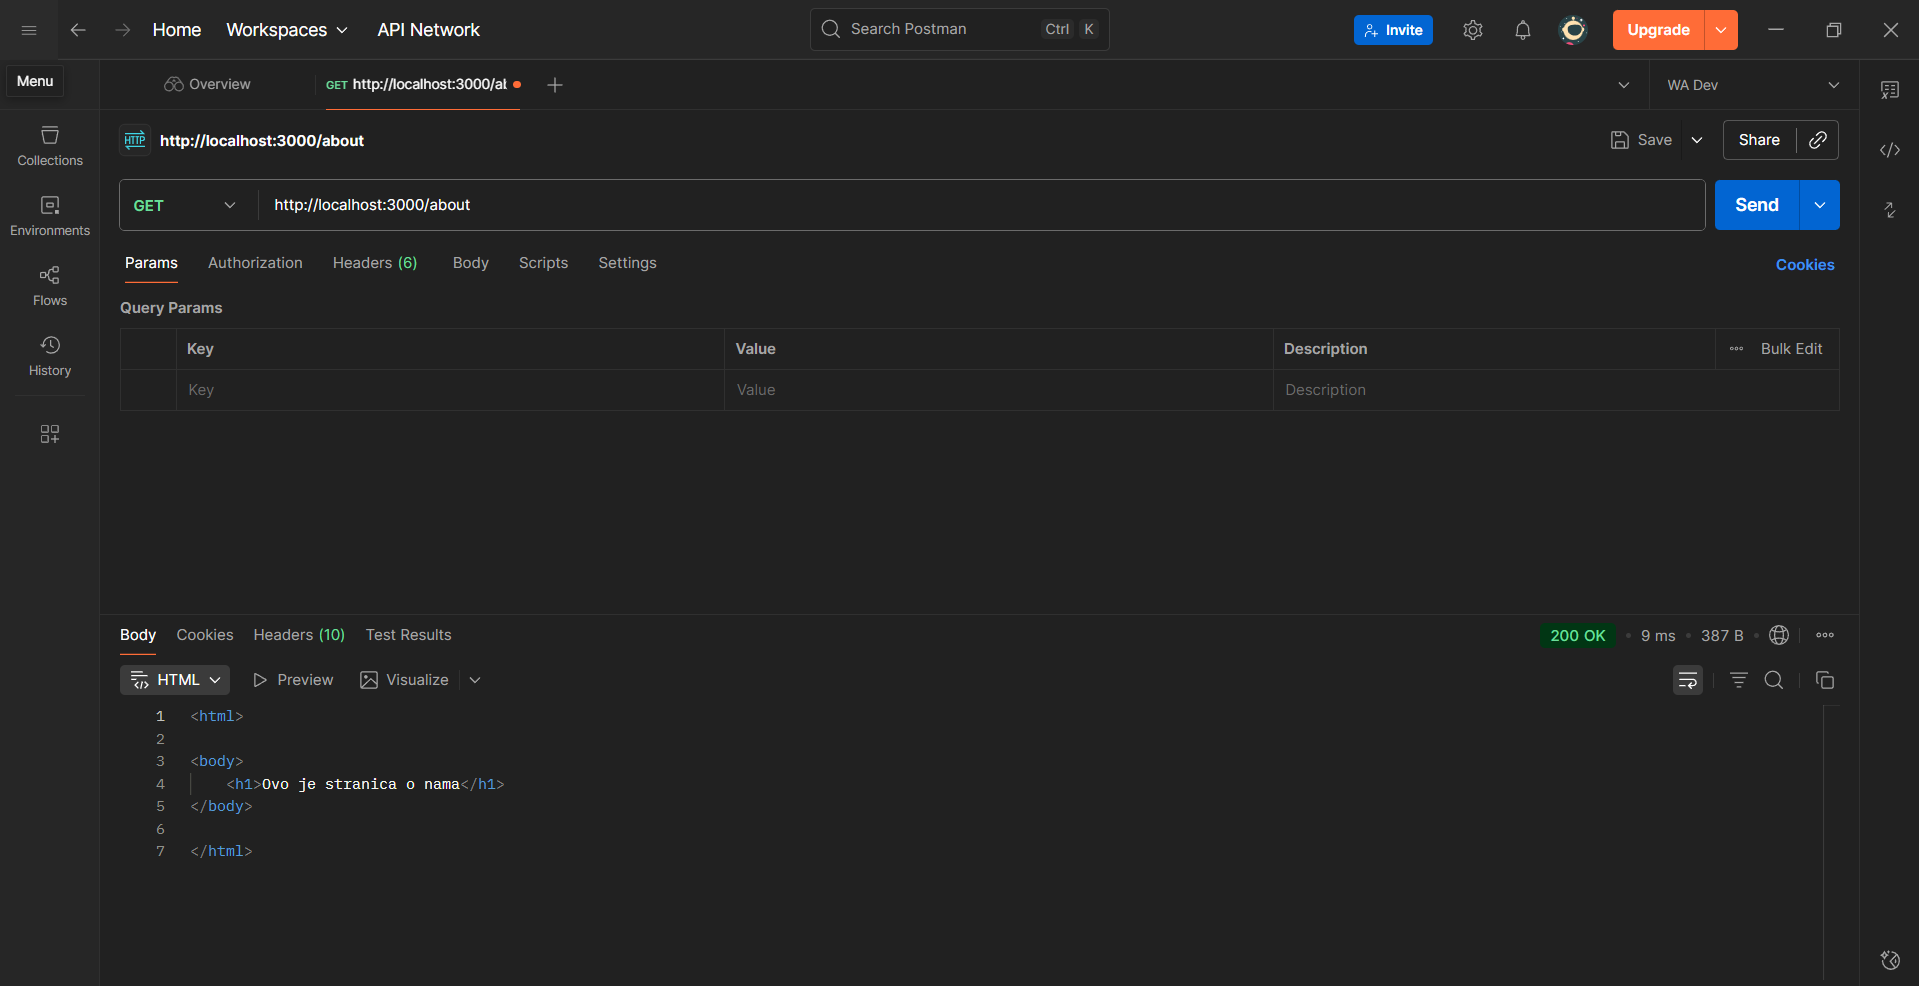 Home Workspaces API Network Search Postman Ctrl K Invite Upgrade
Menu Overview GET http://localhost:3000/al WA Dev
HTTP http://localhost:3000/about Save Share
GET http://localhost:3000/about Send
Params Authorization Headers (6) Body Scripts Settings Cookies
Query Params
Key Value Description Bulk Edit
Key Value Description
Collections
Environments
Flows
History
Body Cookies Headers (10) Test Results 200 OK • 9 ms • 387 B •
HTML Preview Visualize
1 <html>
2
3 <body>
4 <h1>Ovo je stranica o nama</h1>
5 </body>
6
7 </html>